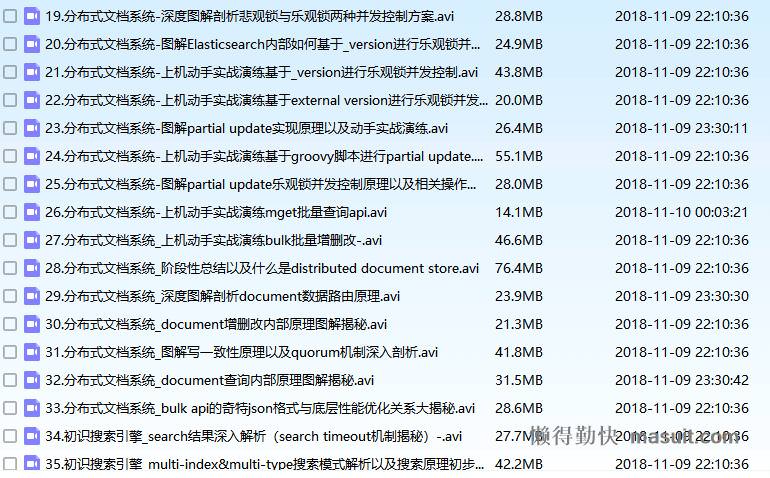 19.分布式文档系统-深度图解剖析悲观锁与乐观锁两种并发控制方案.avi 28.8MB 2018-11-09 22:10:36
20.分布式文档系统-图解Elasticsearch内部如何基于_version进行乐观锁并... 24.9MB 2018-11-09 22:10:36
21.分布式文档系统-上机动手实战演练基于_version进行乐观锁并发控制.avi 43.8MB 2018-11-09 22:10:36
22.分布式文档系统-上机动手实战演练基于external version进行乐观锁并发... 20.0MB 2018-11-09 22:10:36
23.分布式文档系统-图解partial update实现原理以及动手实战演练.avi 26.4MB 2018-11-09 23:30:11
24.分布式文档系统-上机动手实战演练基于groovy脚本进行partial update.... 55.1MB 2018-11-09 22:10:36
25.分布式文档系统-图解partial update乐观锁并发控制原理以及相关操作... 28.0MB 2018-11-09 22:10:36
26.分布式文档系统-上机动手实战演练mget批量查询api.avi 14.1MB 2018-11-10 00:03:21
27.分布式文档系统-上机动手实战演练bulk批量增删改-.avi 46.6MB 2018-11-09 22:10:36
28.分布式文档系统_阶段性总结以及什么是distributed document store.avi 76.4MB 2018-11-09 22:10:36
29.分布式文档系统_深度图解剖析document数据路由原理.avi 23.9MB 2018-11-09 23:30:30
30.分布式文档系统_document增删改内部原理图解揭秘.avi 21.3MB 2018-11-09 22:10:36
31.分布式文档系统_图解写一致性原理以及quorum机制深入剖析.avi 41.8MB 2018-11-09 22:10:36
32.分布式文档系统_document查询内部原理图解揭秘.avi 31.5MB 2018-11-09 23:30:42
33.分布式文档系统_bulk api的奇特json格式与底层性能优化关系大揭秘.avi 28.6MB 2018-11-09 22:10:36
34.初识搜索引擎_search结果深入解析（search timeout机制揭秘）-.avi 27.7MB 2018-11-09 22:10:36
懒得勤快 masuit.com
35.初识搜索引擎_multi-index&multi-type搜索模式解析以及搜索原理初步... 42.2MB 2018-11-09 22:10:36